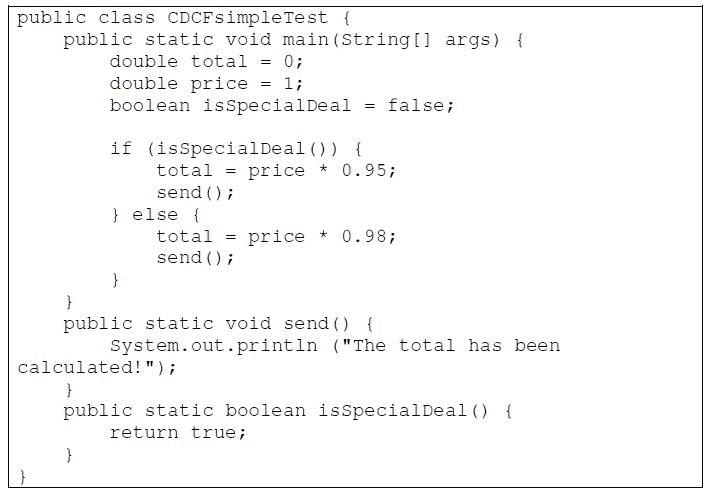 public class CDCFsimpleTest {
    public static void main(String[] args) {
        double total = 0;
        double price = 1;
        boolean isSpecialDeal = false;

        if (isSpecialDeal()) {
            total = price * 0.95;
            send();
        } else {
            total = price * 0.98;
            send();
        }
    }
    public static void send() {
        System.out.println ("The total has been
calculated!");
    }
    public static boolean isSpecialDeal() {
        return true;
    }
}